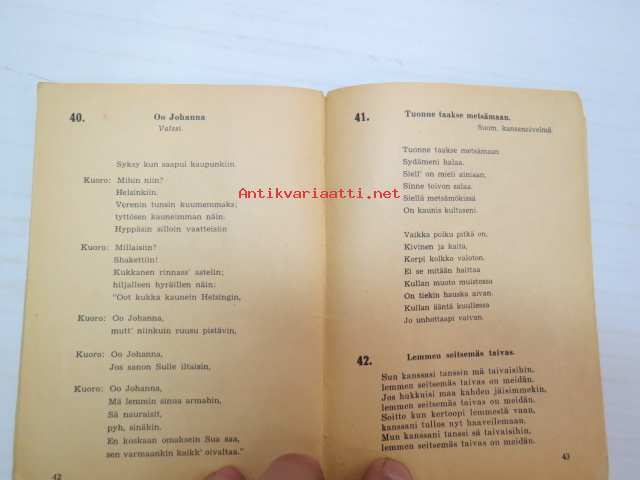 40.
Oo Johanna
Valssi.
Syksy kun saapui kaupunkiin.
Kuoro: Mihin niin?
Helsinkiin.
Verenin tunsin kuumemmaks;
tyttösen kauneimman näin;
Hyppäsin silloin vaatteisiin
Kuoro: Millaisiin?
Shakettiin!
Kukkanen rinnass' astelin;
hiljalleen hyräillen näin:
"Oot kukka kaunein Helsingin,
Kuoro: Oo Johanna,
mutt' niinkuin ruusu pistävin,
Kuoro: Oo Johanna,
Jos sanon Sulle iltaisin,
Kuoro: Oo Johanna,
Mä lemmin sinua armahin,
Sä nauraisit,
pyh, sinäkin.
En koskaan omaksein Sua saa,
sen varmaankin kaikk' oivaltaa."
42
41.
Tuonne taakse metsämaan.
Suom. kansansävelmä
Tuonne taakse metsämaan
Sydämeni halaa.
Siell' on mieli ainoan,
Sinne toivon salaa.
Siellä metsämökissä
On kaunis kultaseni.
Vaikka polku pitkä on,
Kivinen ja kaita,
Korpi kolkko valoton.
Ei se mitään haittaa
Kullan muoto muistossa
On tiekin hauska aivan.
Kullan ääntä kuullessa
Jo unhottaapi vaivan.
42.
Lemmen seitsemäs taivas.
Sun kanssasi tanssin mä taivaisihin,
lemmen seitsemäs taivas on meidän.
Jos hukkuisi maa kahden jäisimmekin,
lemmen seitsemäs taivas on meidän.
Soitto kun kertoopi lemmestä vaan,
kanssani tullos nyt haaveilemaan.
Mun kanssani tanssi sä taivaisihin,
lemmen seitsemäs taivas on meidän.
43
Antikvariaatti.net